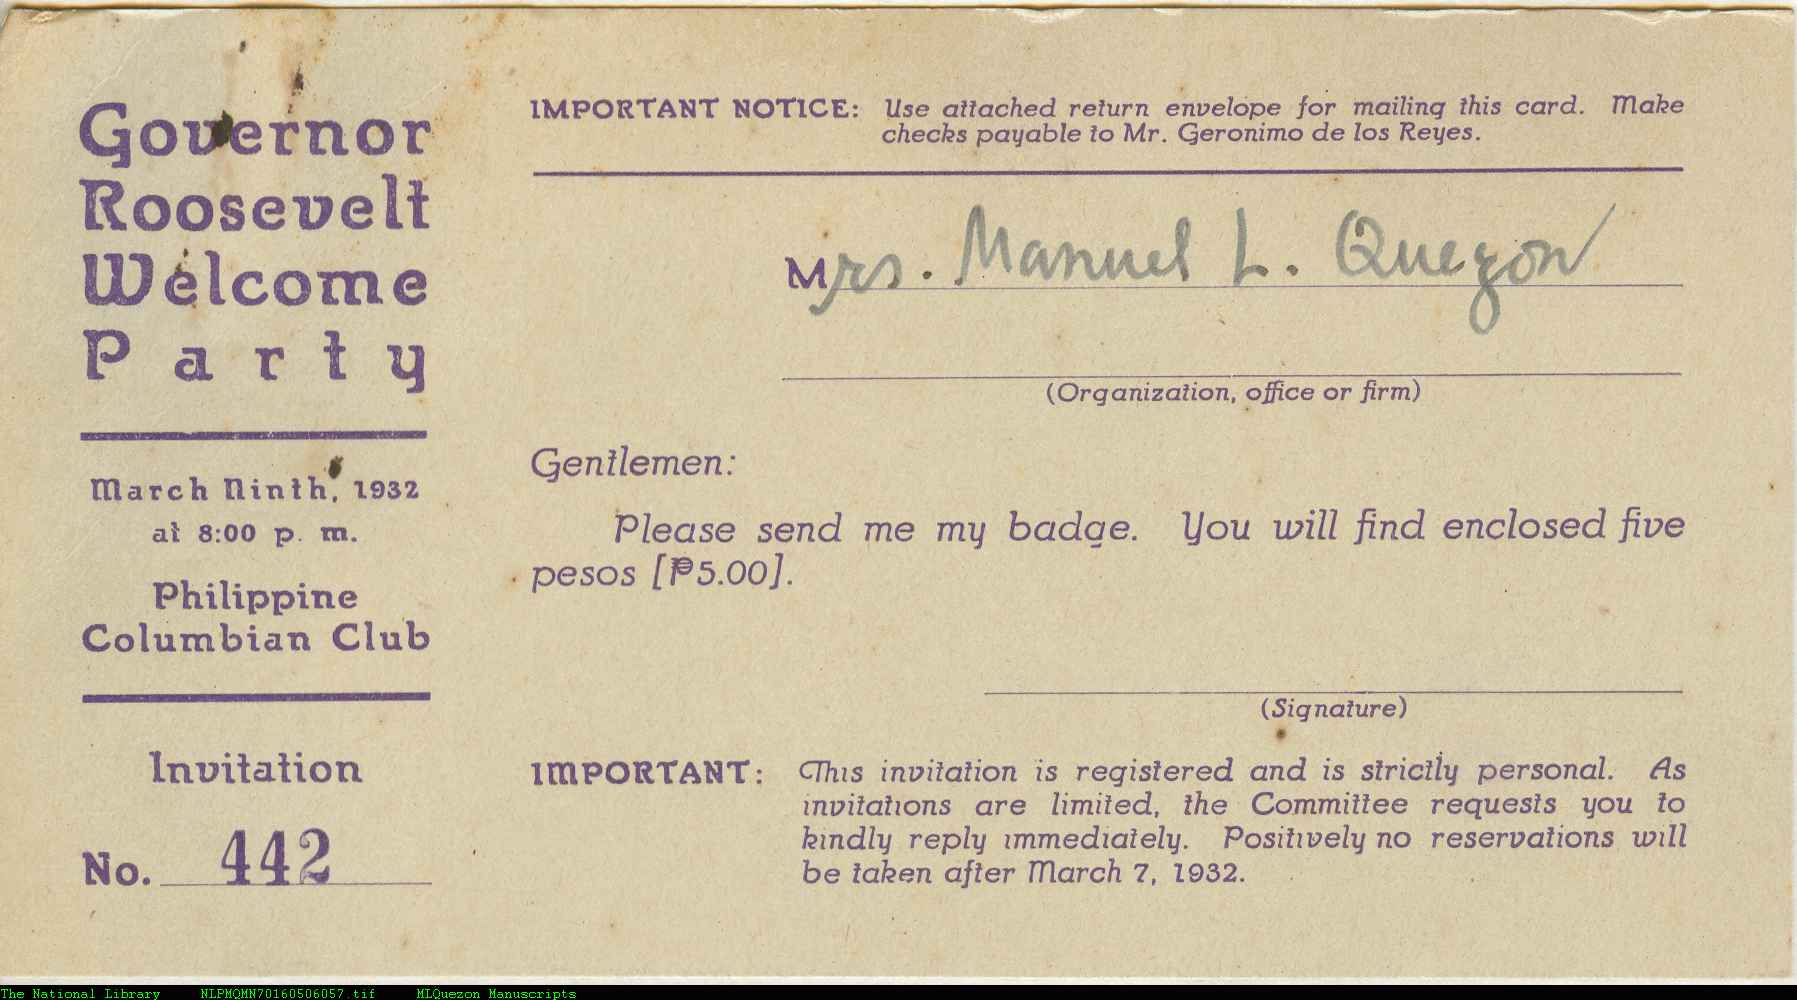 Governor
Roosevelt
Welcome
Party
March Ninth, 1932
at 8:00 p. m.
Philippine
Columbian Club
Invitation
No. 442
IMPORTANT NOTICE: Use attached return envelope for mailing this card. Make
checks payable to Mr. Geronimo de los Reyes.
Mrs. Manuel L. Quezon
(Organization, office or firm)
Gentlemen:
Please send me my badge. You will find enclosed five
pesos [₱5.00].
(Signature)
IMPORTANT: This invitation is registered and is strictly personal. As
invitations are limited, the Committee requests you to
kindly reply immediately. Positively no reservations will
be taken after March 7, 1932.
The National Library NLPMQMN70160506057.tif MLQuezon Manuscripts